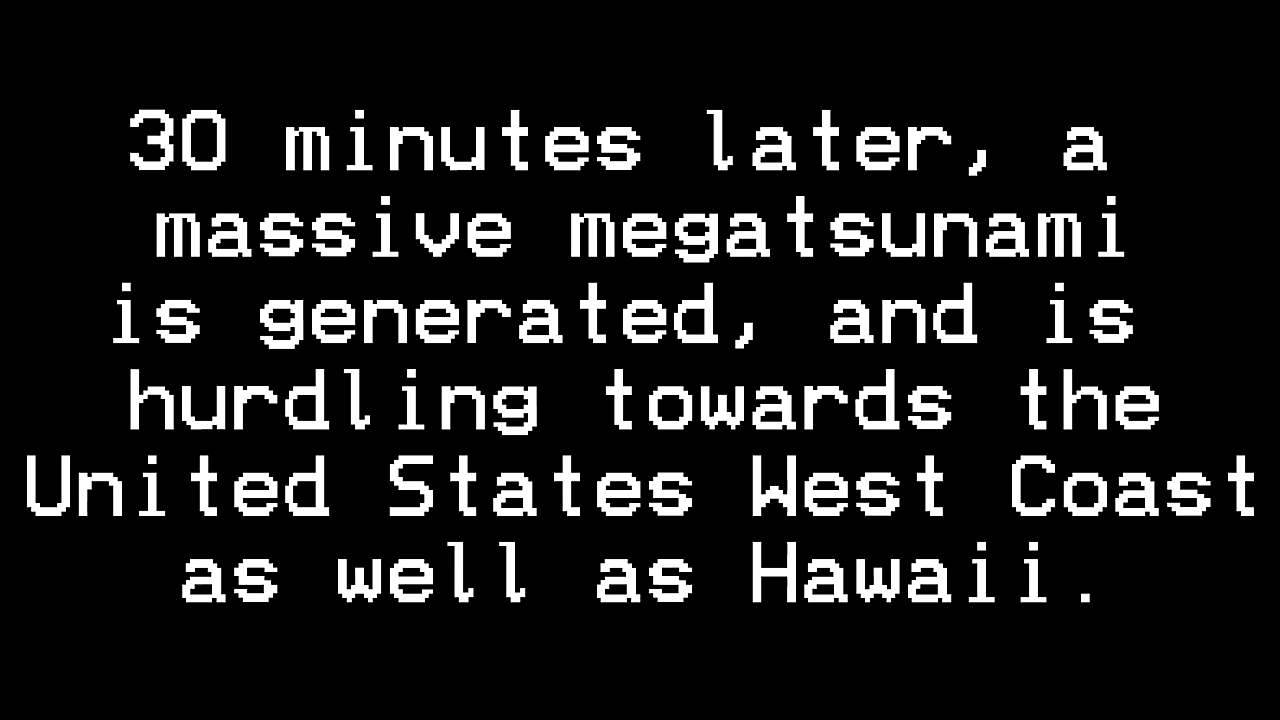 30 minutes later, a
massive megatsunami
is generated, and is
hurdling towards the
United States West Coast
as well as Hawaii.